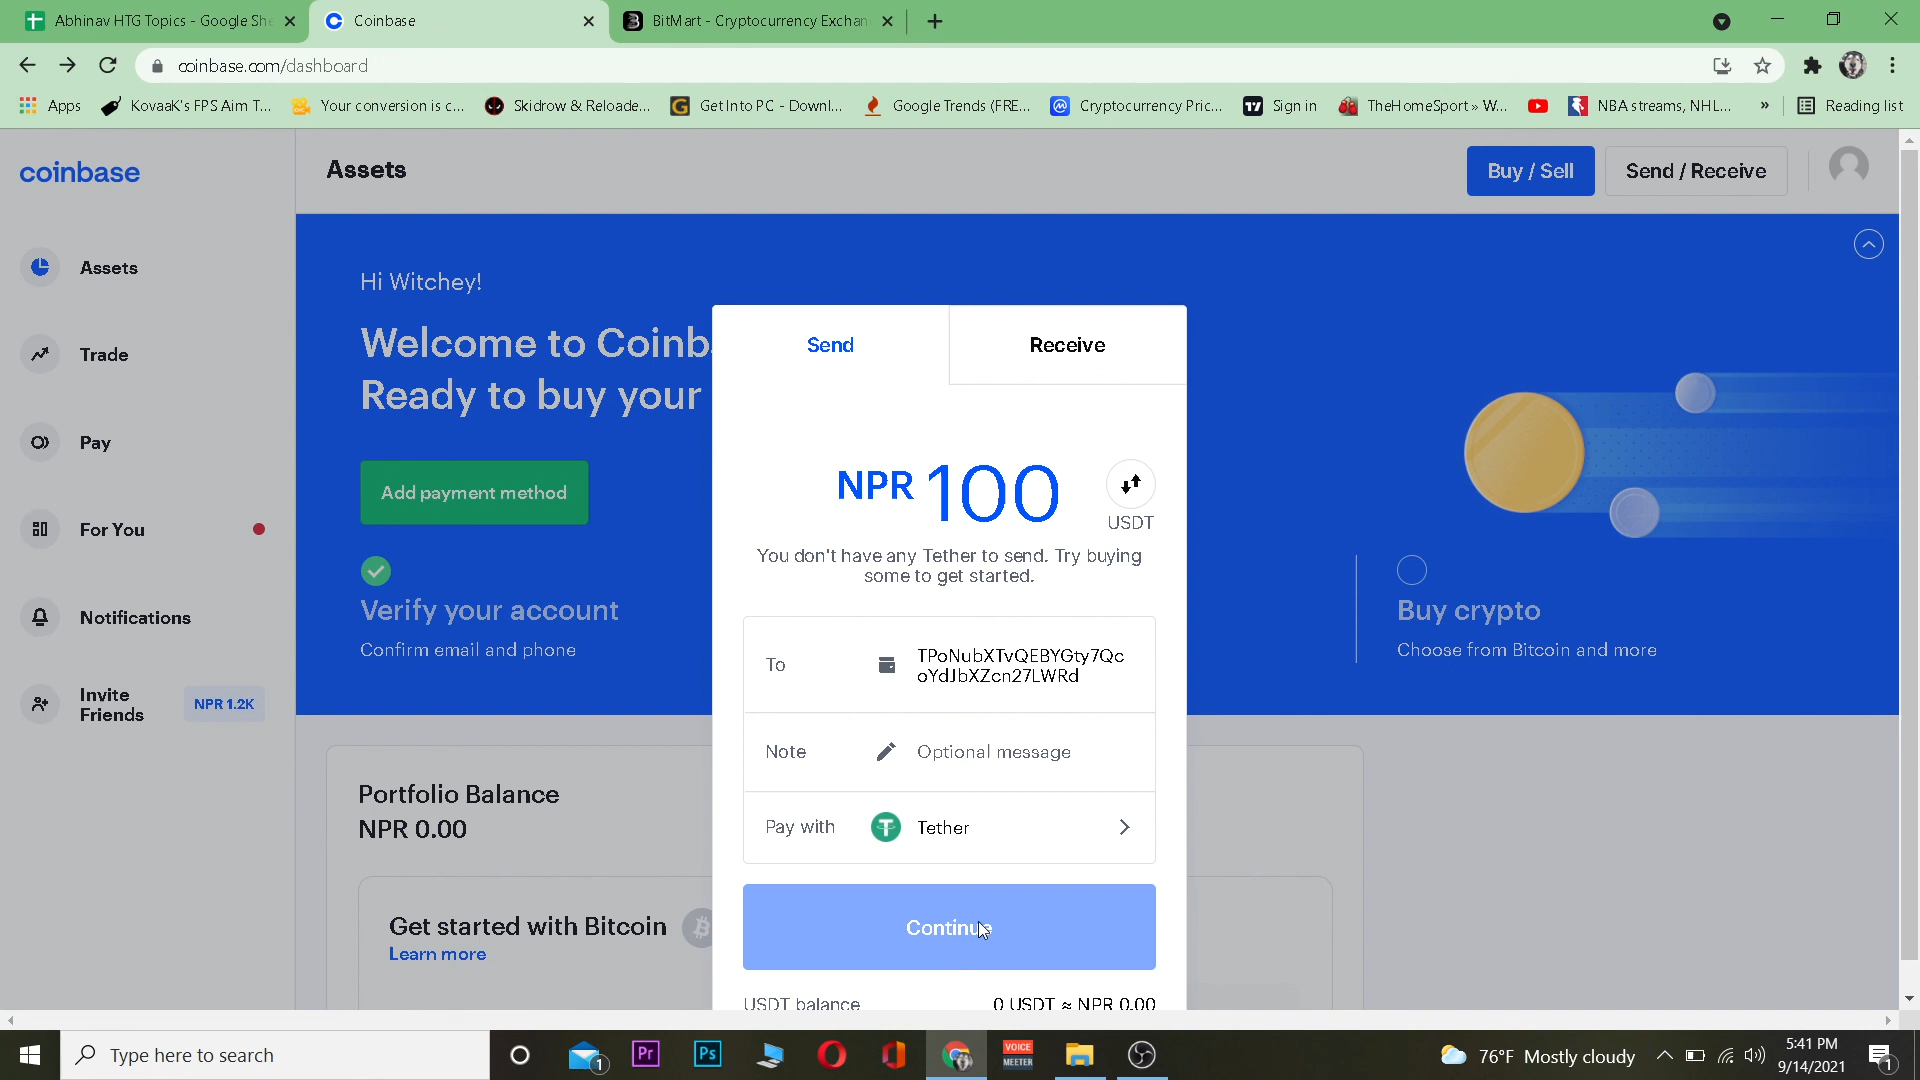 Abhinav HTG Topics - Google She
Coinbase
BitMart - Cryptocurrency Exchan
coinbase.com/dashboard
Apps
KovaaK's FPS Aim T...
Your conversion is c...
Skidrow & Reloade...
Get Into PC - Downl...
Google Trends (FRE...
Cryptocurrency Pric...
Sign in
TheHomeSport » W...
NBA streams, NHL...
»
Reading list
coinbase
Assets
Buy / Sell
Send / Receive
Assets
Trade
Pay
For You
Notifications
Invite
Friends
NPR 1.2K
Hi Witchey!
Welcome to Coinb
Ready to buy your
Add payment method
Verify your account
Confirm email and phone
Buy crypto
Choose from Bitcoin and more
Send
Receive
NPR 100
USDT
You don't have any Tether to send. Try buying
some to get started.
To
TPoNubXTvQEBYGty7Qc
oYdJbXZcn27LWRd
Note
Optional message
Pay with
Tether
Continue
USDT balance
0 USDT ≈ NPR 0.00
Portfolio Balance
NPR 0.00
Get started with Bitcoin
Learn more
Type here to search
1
Pr
Ps
VOICE
MEETER
76°F Mostly cloudy
5:41 PM
9/14/2021
1